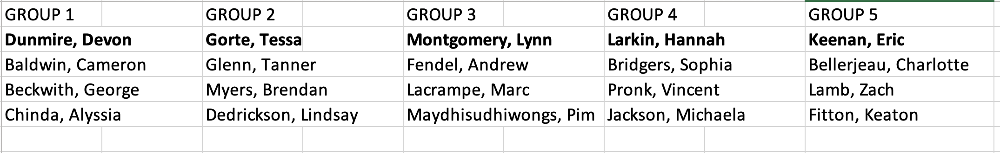 GROUP 1 GROUP 2 GROUP 3 GROUP 4 GROUP 5
Dunmire, Devon Gorte, Tessa Montgomery, Lynn Larkin, Hannah Keenan, Eric
Baldwin, Cameron Glenn, Tanner Fendel, Andrew Bridgers, Sophia Bellerjeau, Charlotte
Beckwith, George Myers, Brendan Lacrampe, Marc Pronk, Vincent Lamb, Zach
Chinda, Alyssia Dedrickson, Lindsay Maydhisudhiwongs, Pim Jackson, Michaela Fitton, Keaton